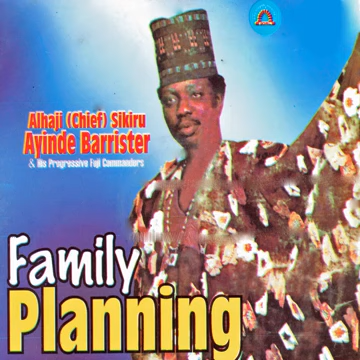 Alhaji (Chief) Sikiru
Ayinde Barrister
& His Progressive Fuji Commanders
Family
Planning